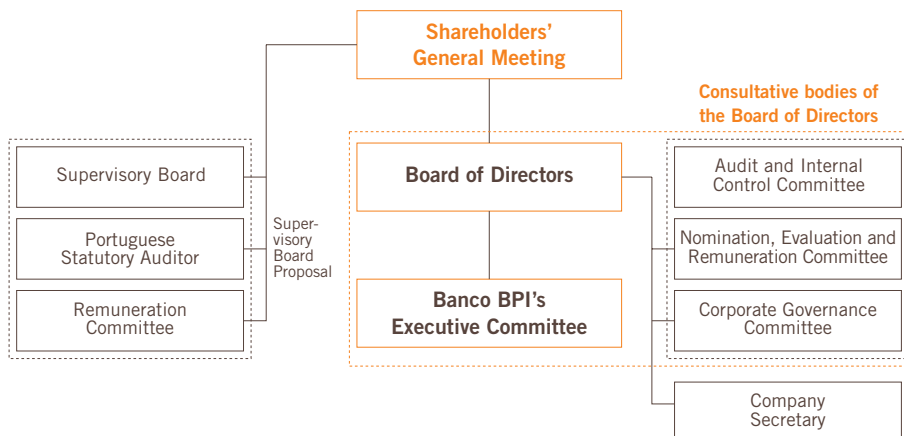 Shareholders'
General Meeting
Consultative bodies of
the Board of Directors
Supervisory Board
Board of Directors
Audit and Internal
Control Committee
Portuguese
Statutory Auditor
Super-
visory
Board
Proposal
Nomination, Evaluation and
Remuneration Committee
Remuneration
Committee
Banco BPI's
Executive Committee
Corporate Governance
Committee
Company
Secretary